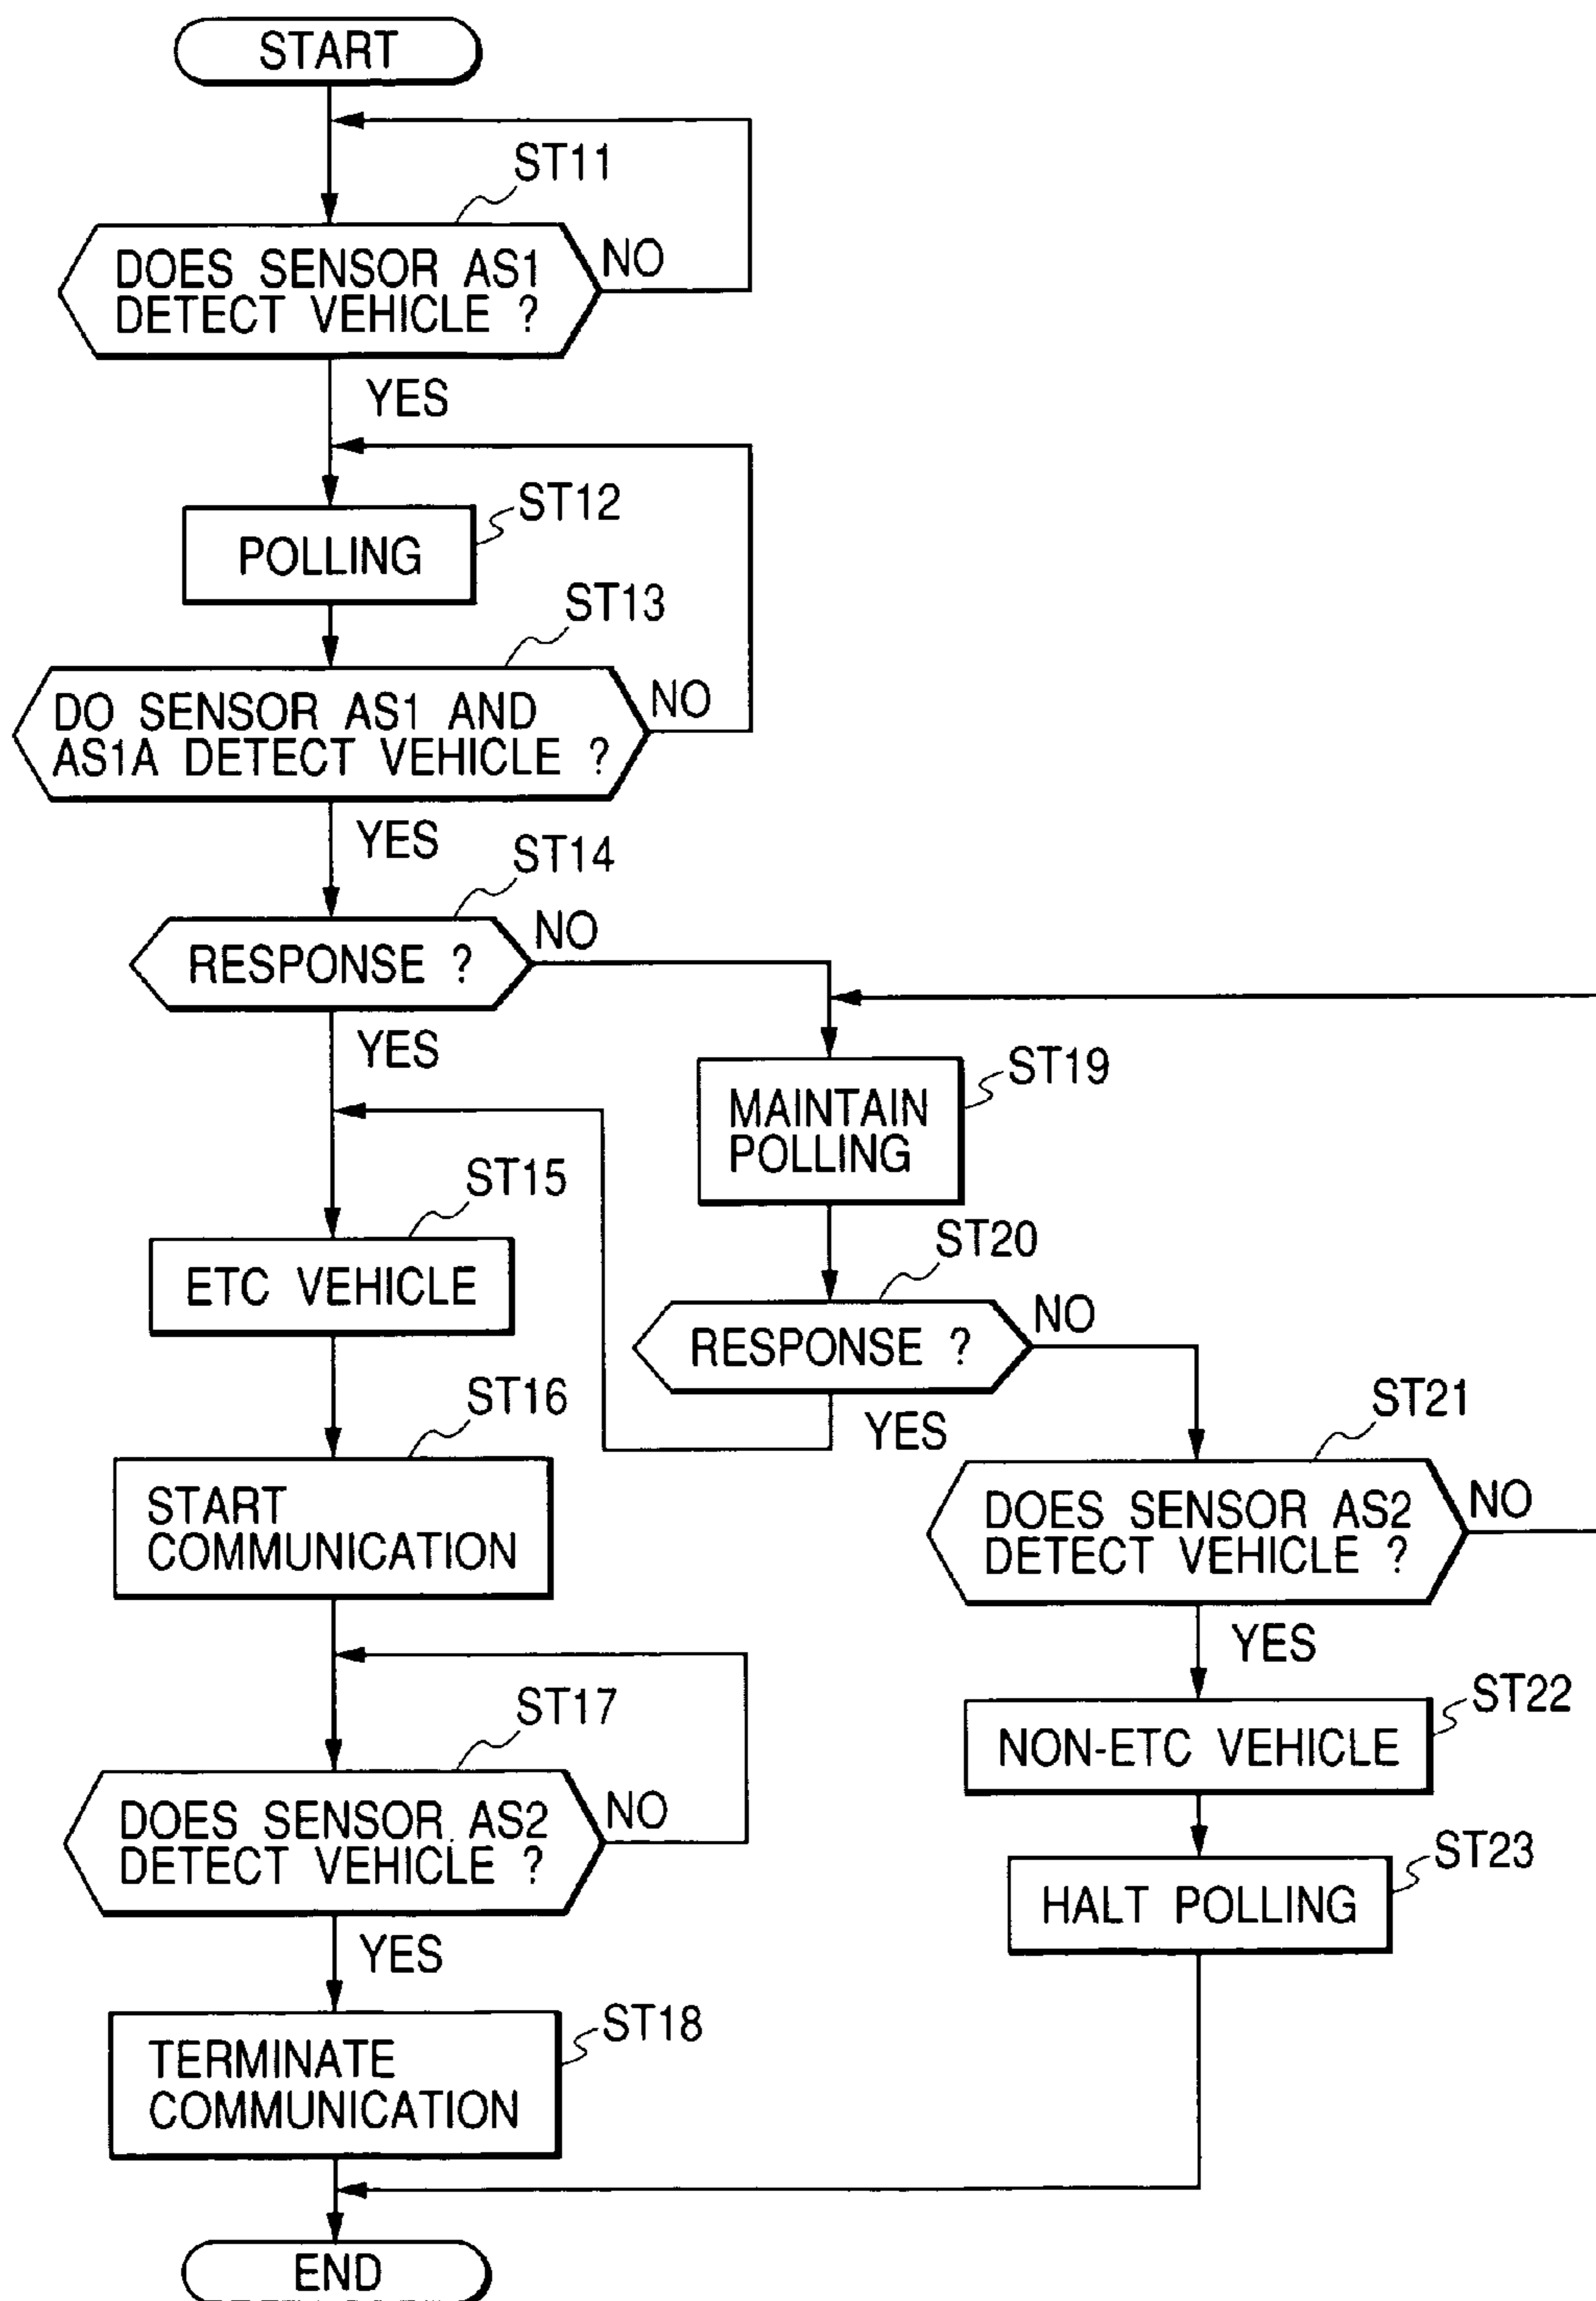 START
ST11
DOES SENSOR AS1
DETECT VEHICLE ?
NO
YES
ST12
POLLING
ST13
DO SENSOR AS1 AND
AS1A DETECT VEHICLE ?
NO
YES
ST14
RESPONSE ?
NO
YES
ST19
MAINTAIN
POLLING
ST15
ETC VEHICLE
ST20
RESPONSE ?
NO
YES
ST16
START
COMMUNICATION
ST21
DOES SENSOR AS2
DETECT VEHICLE ?
NO
YES
ST17
DOES SENSOR AS2
DETECT VEHICLE ?
NO
YES
ST22
NON-ETC VEHICLE
ST23
HALT POLLING
ST18
TERMINATE
COMMUNICATION
END